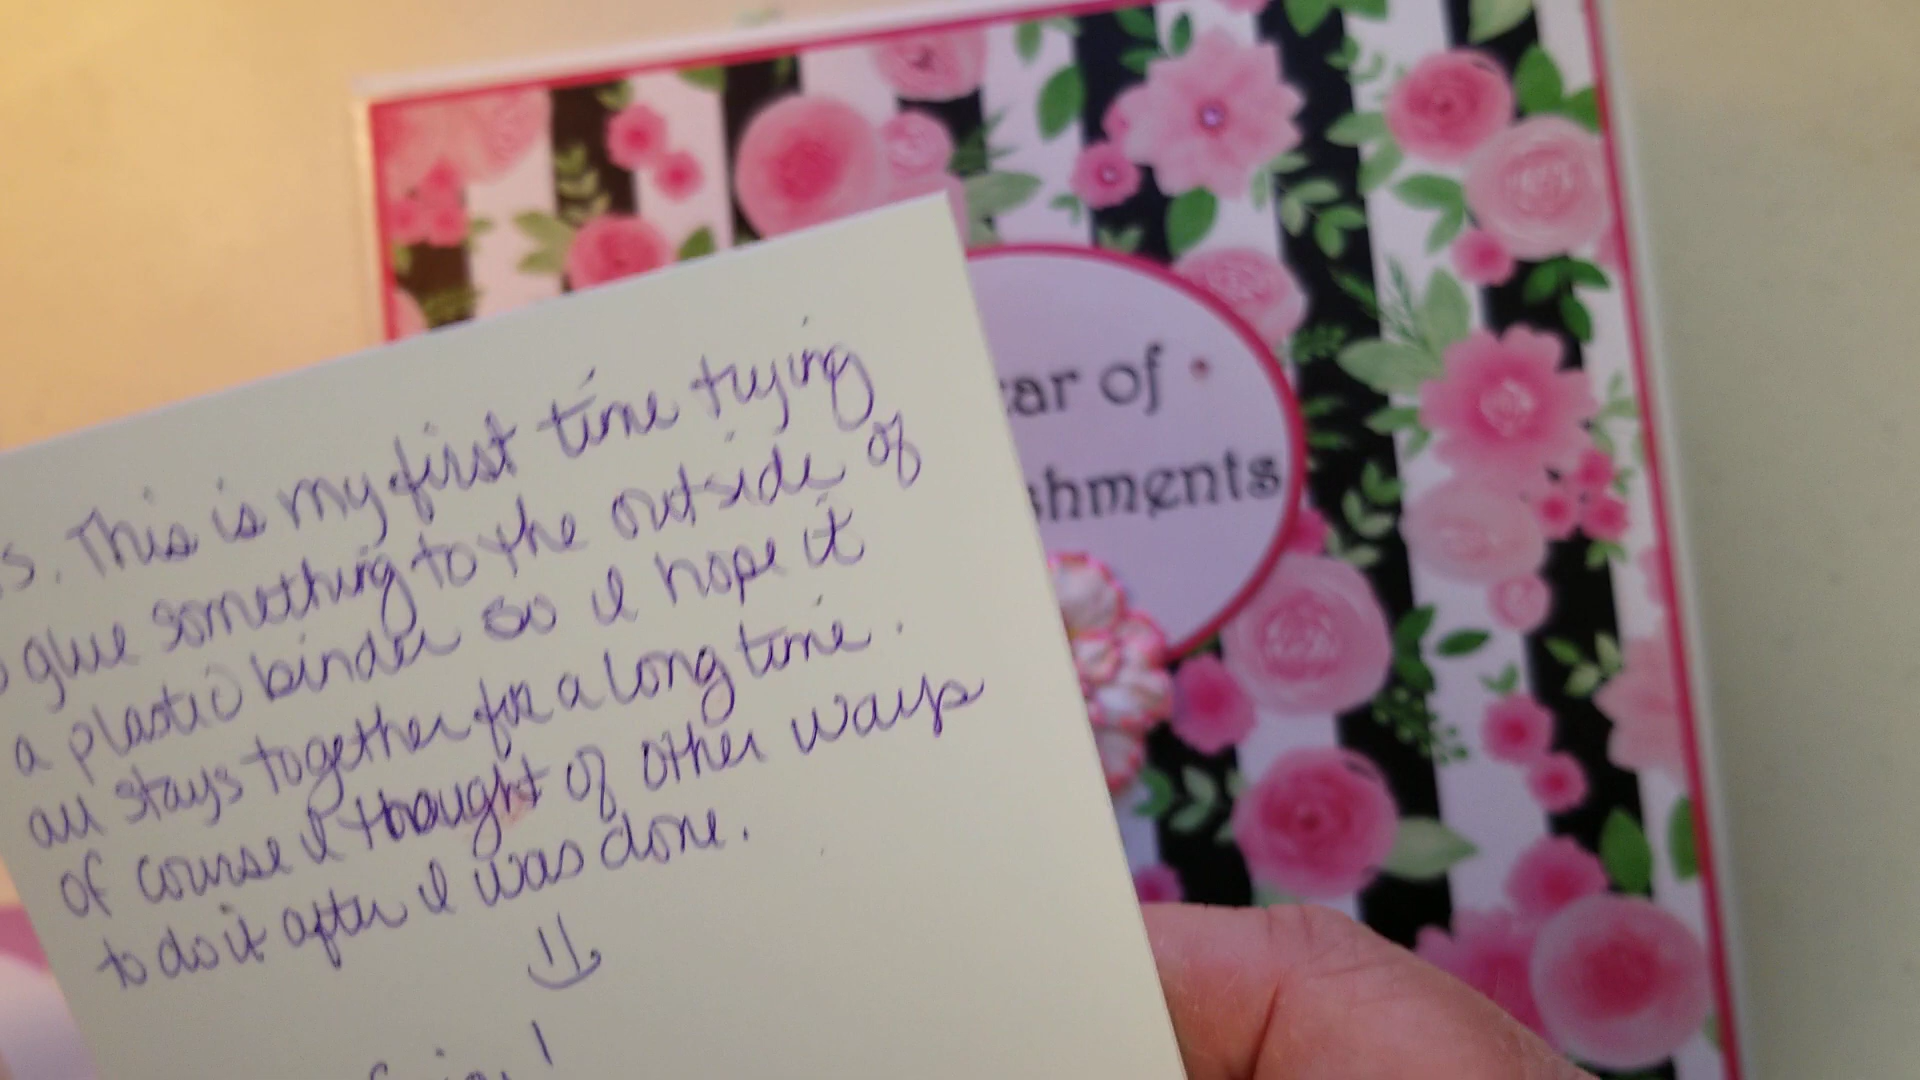 s. This is my first time trying
glue something to the outside of
a plastic binder so I hope it
all stays together for a long time.
of course I thought of other ways
to do it after I was done.
ar of
shments